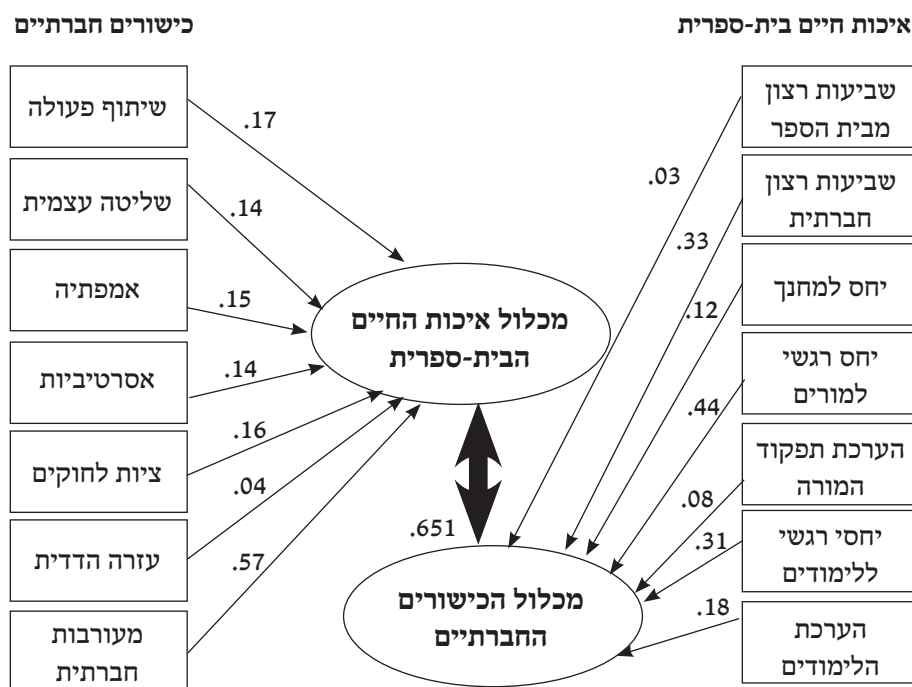 איכות חיים בית-ספרית
שביעות רצון
מבית הספר
שביעות רצון
חברתית
יחס למחנך
יחס רגשי
למורים
הערכת תפקוד
המורה
יחסי רגשי
ללימודים
הערכת
הלימודים
.03
.33
.12
.44
.08
.31
.18
מכלול איכות החיים
הבית-ספרית
.651
מכלול הכישורים
החברתיים
כישורים חברתיים
שיתוף פעולה
שליטה עצמית
אמפתיה
אסרטיביות
ציות לחוקים
עזרה הדדית
מעורבות
חברתית
.17
.14
.15
.14
.16
.04
.57